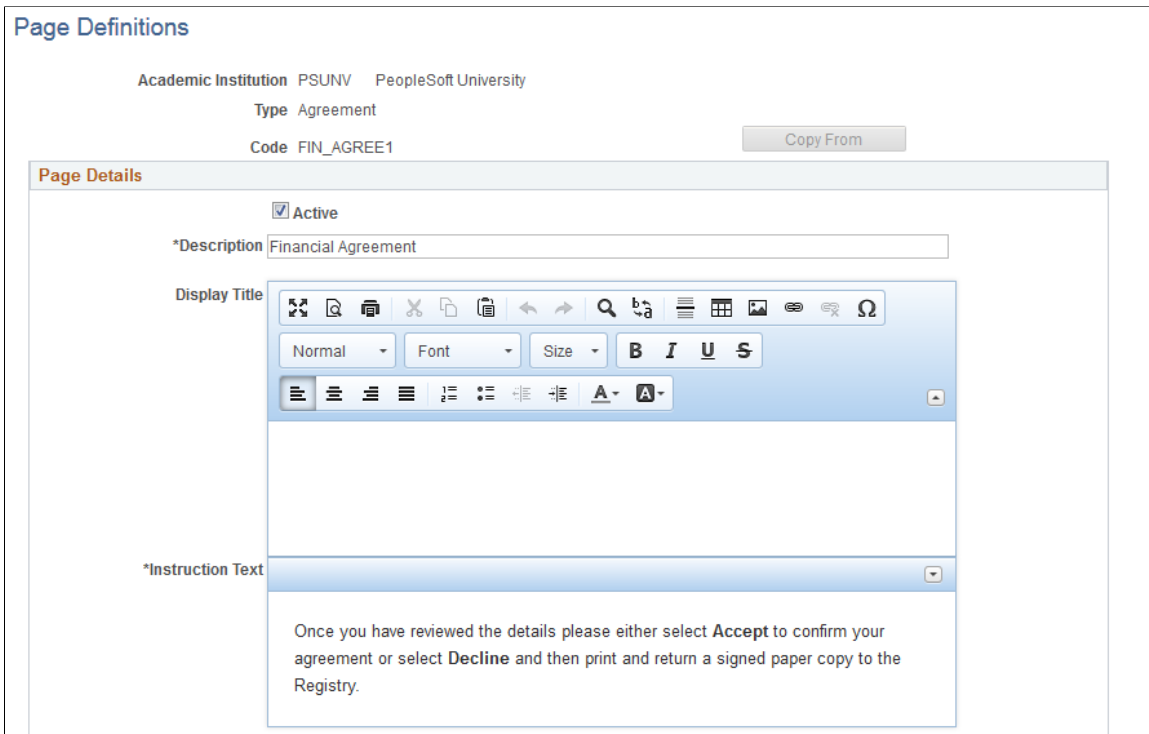 Page Definitions
Academic Institution PSUNV PeopleSoft University
Type Agreement
Code FIN_AGREE1 Copy From
Page Details
Active
*Description Financial Agreement
Display Title
Normal Font Size B I U S
A A
*Instruction Text
Once you have reviewed the details please either select Accept to confirm your
agreement or select Decline and then print and return a signed paper copy to the
Registry.